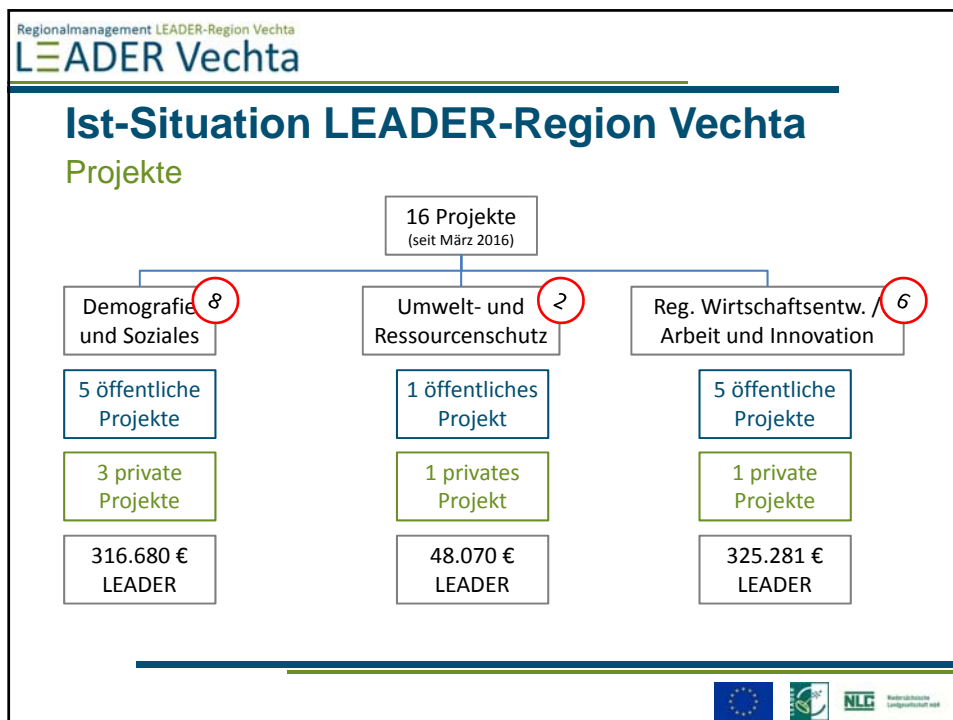 Regionalmanagement LEADER-Region Vechta
LEADER Vechta
Ist-Situation LEADER-Region Vechta
Projekte
16 Projekte
(seit März 2016)
Demografie
und Soziales
8
Umwelt- und
Ressourcenschutz
2
Reg. Wirtschaftsentw. /
Arbeit und Innovation
6
5 öffentliche
Projekte
1 öffentliches
Projekt
5 öffentliche
Projekte
3 private
Projekte
1 privates
Projekt
1 private
Projekte
316.680 €
LEADER
48.070 €
LEADER
325.281 €
LEADER
NLG
Niedersächsische
Landgesellschaft mbH